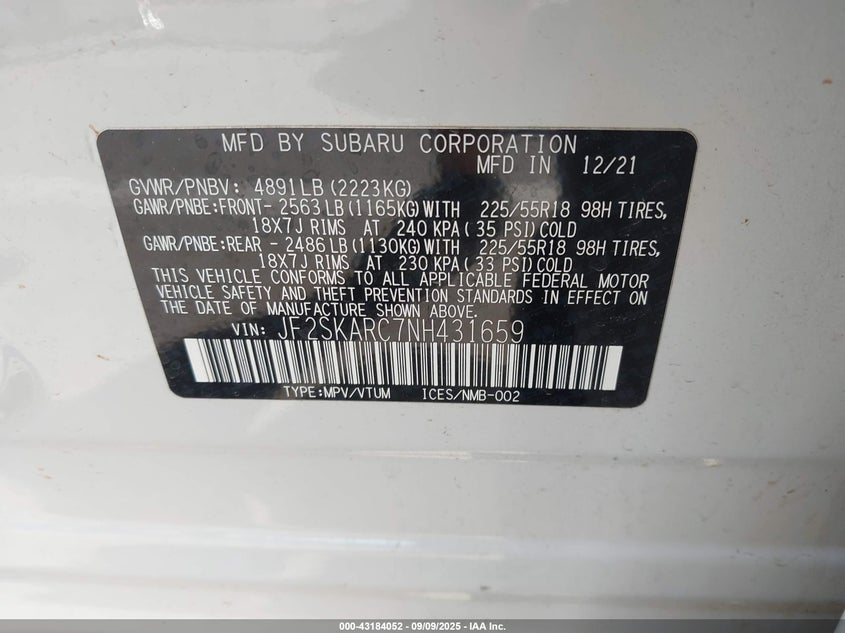 MFD BY SUBARU CORPORATION
MFD IN 12/21
GVWR/PNBV: 4891LB (2223KG)
GAWR/PNBE:FRONT- 2563LB (1165KG) WITH 225/55R18 98H TIRES,
18X7J RIMS AT 240 KPA ( 35 PSI) COLD
GAWR/PNBE:REAR - 2486LB (1130KG) WITH 225/55R18 98H TIRES,
18X7J RIMS AT 230 KPA ( 33 PSI) COLD
THIS VEHICLE CONFORMS TO ALL APPLICABLE FEDERAL MOTOR
VEHICLE SAFETY AND THEFT PREVENTION STANDARDS IN EFFECT ON
THE DATE OF MANUFACTURE SHOWN ABOVE.
VIN: JF2SKARC7NH431659
TYPE:MPV/VTUM ICES/NMB-002
000-43184052 - 09/09/2025 - IAA Inc.